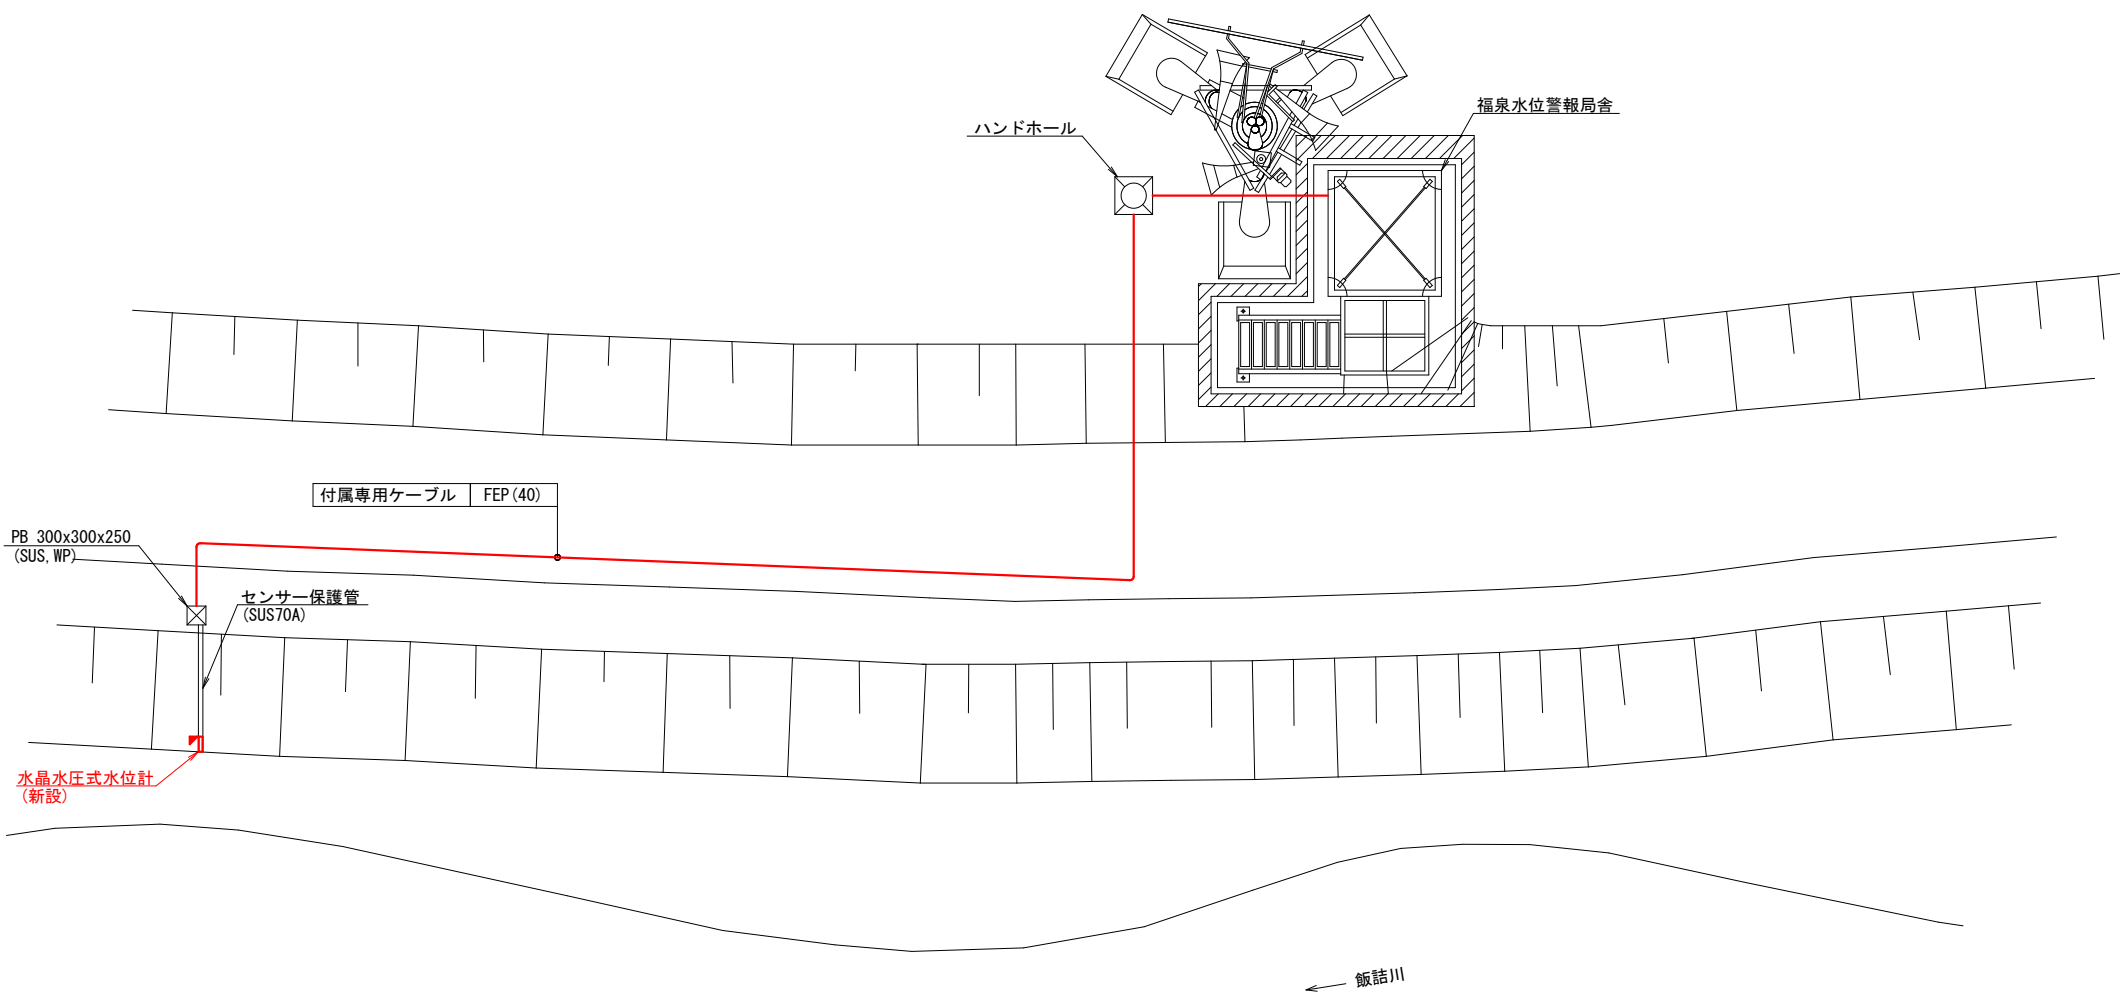 福泉水位警報局舎
ハンドホール
付属専用ケーブル FEP(40)
PB 300x300x250
(SUS,WP)
センサー保護管
(SUS70A)
水晶水圧式水位計
(新設)
飯詰川